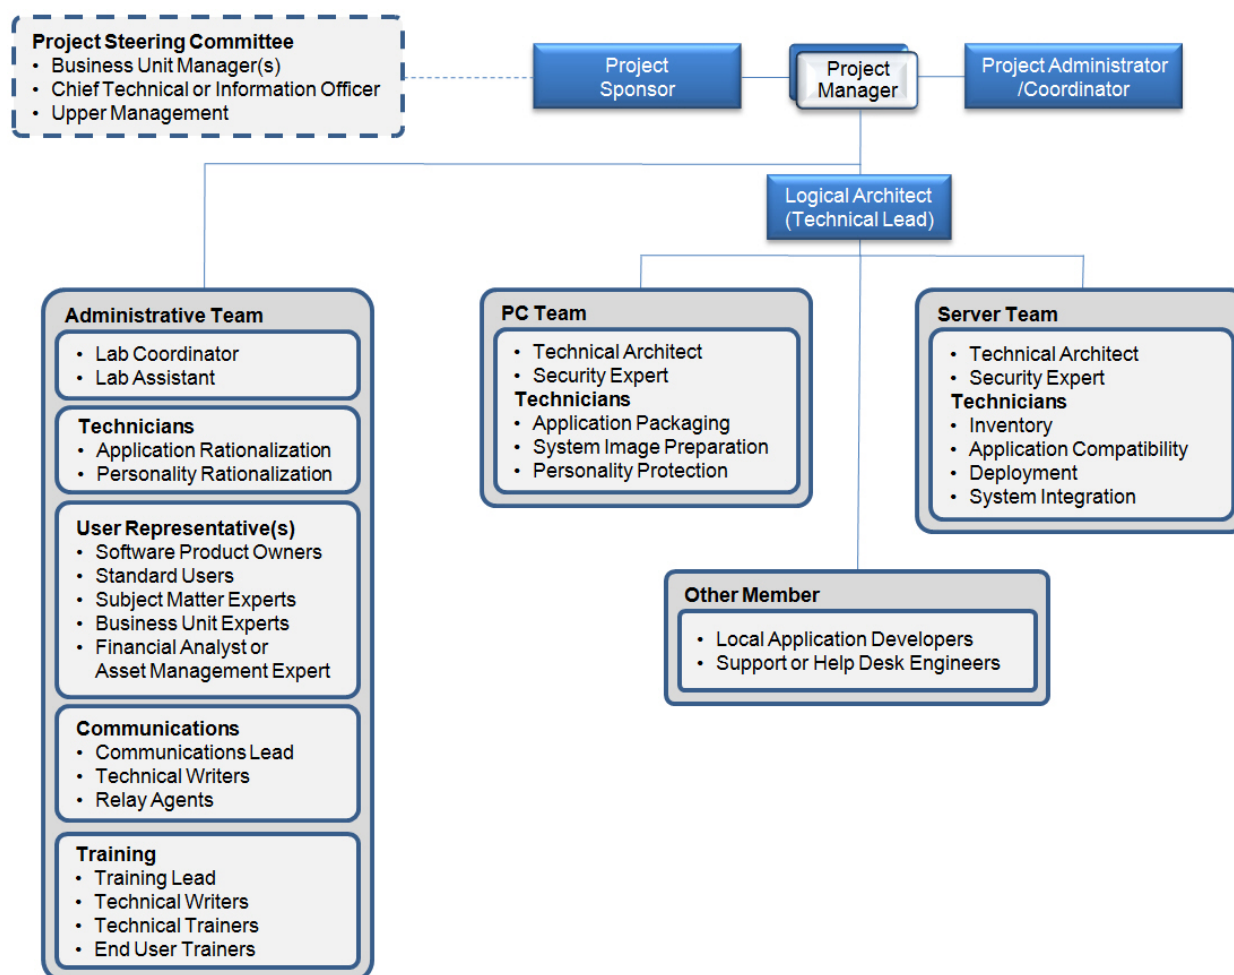 Project Steering Committee
• Business Unit Manager(s)
• Chief Technical or Information Officer
• Upper Management
Project
Sponsor
Project
Manager
Project Administrator
/Coordinator
Logical Architect
(Technical Lead)
Administrative Team
• Lab Coordinator
• Lab Assistant
Technicians
• Application Rationalization
• Personality Rationalization
User Representative(s)
• Software Product Owners
• Standard Users
• Subject Matter Experts
• Business Unit Experts
• Financial Analyst or
Asset Management Expert
Communications
• Communications Lead
• Technical Writers
• Relay Agents
Training
• Training Lead
• Technical Writers
• Technical Trainers
• End User Trainers
PC Team
• Technical Architect
• Security Expert
Technicians
• Application Packaging
• System Image Preparation
• Personality Protection
Server Team
• Technical Architect
• Security Expert
Technicians
• Inventory
• Application Compatibility
• Deployment
• System Integration
Other Member
• Local Application Developers
• Support or Help Desk Engineers